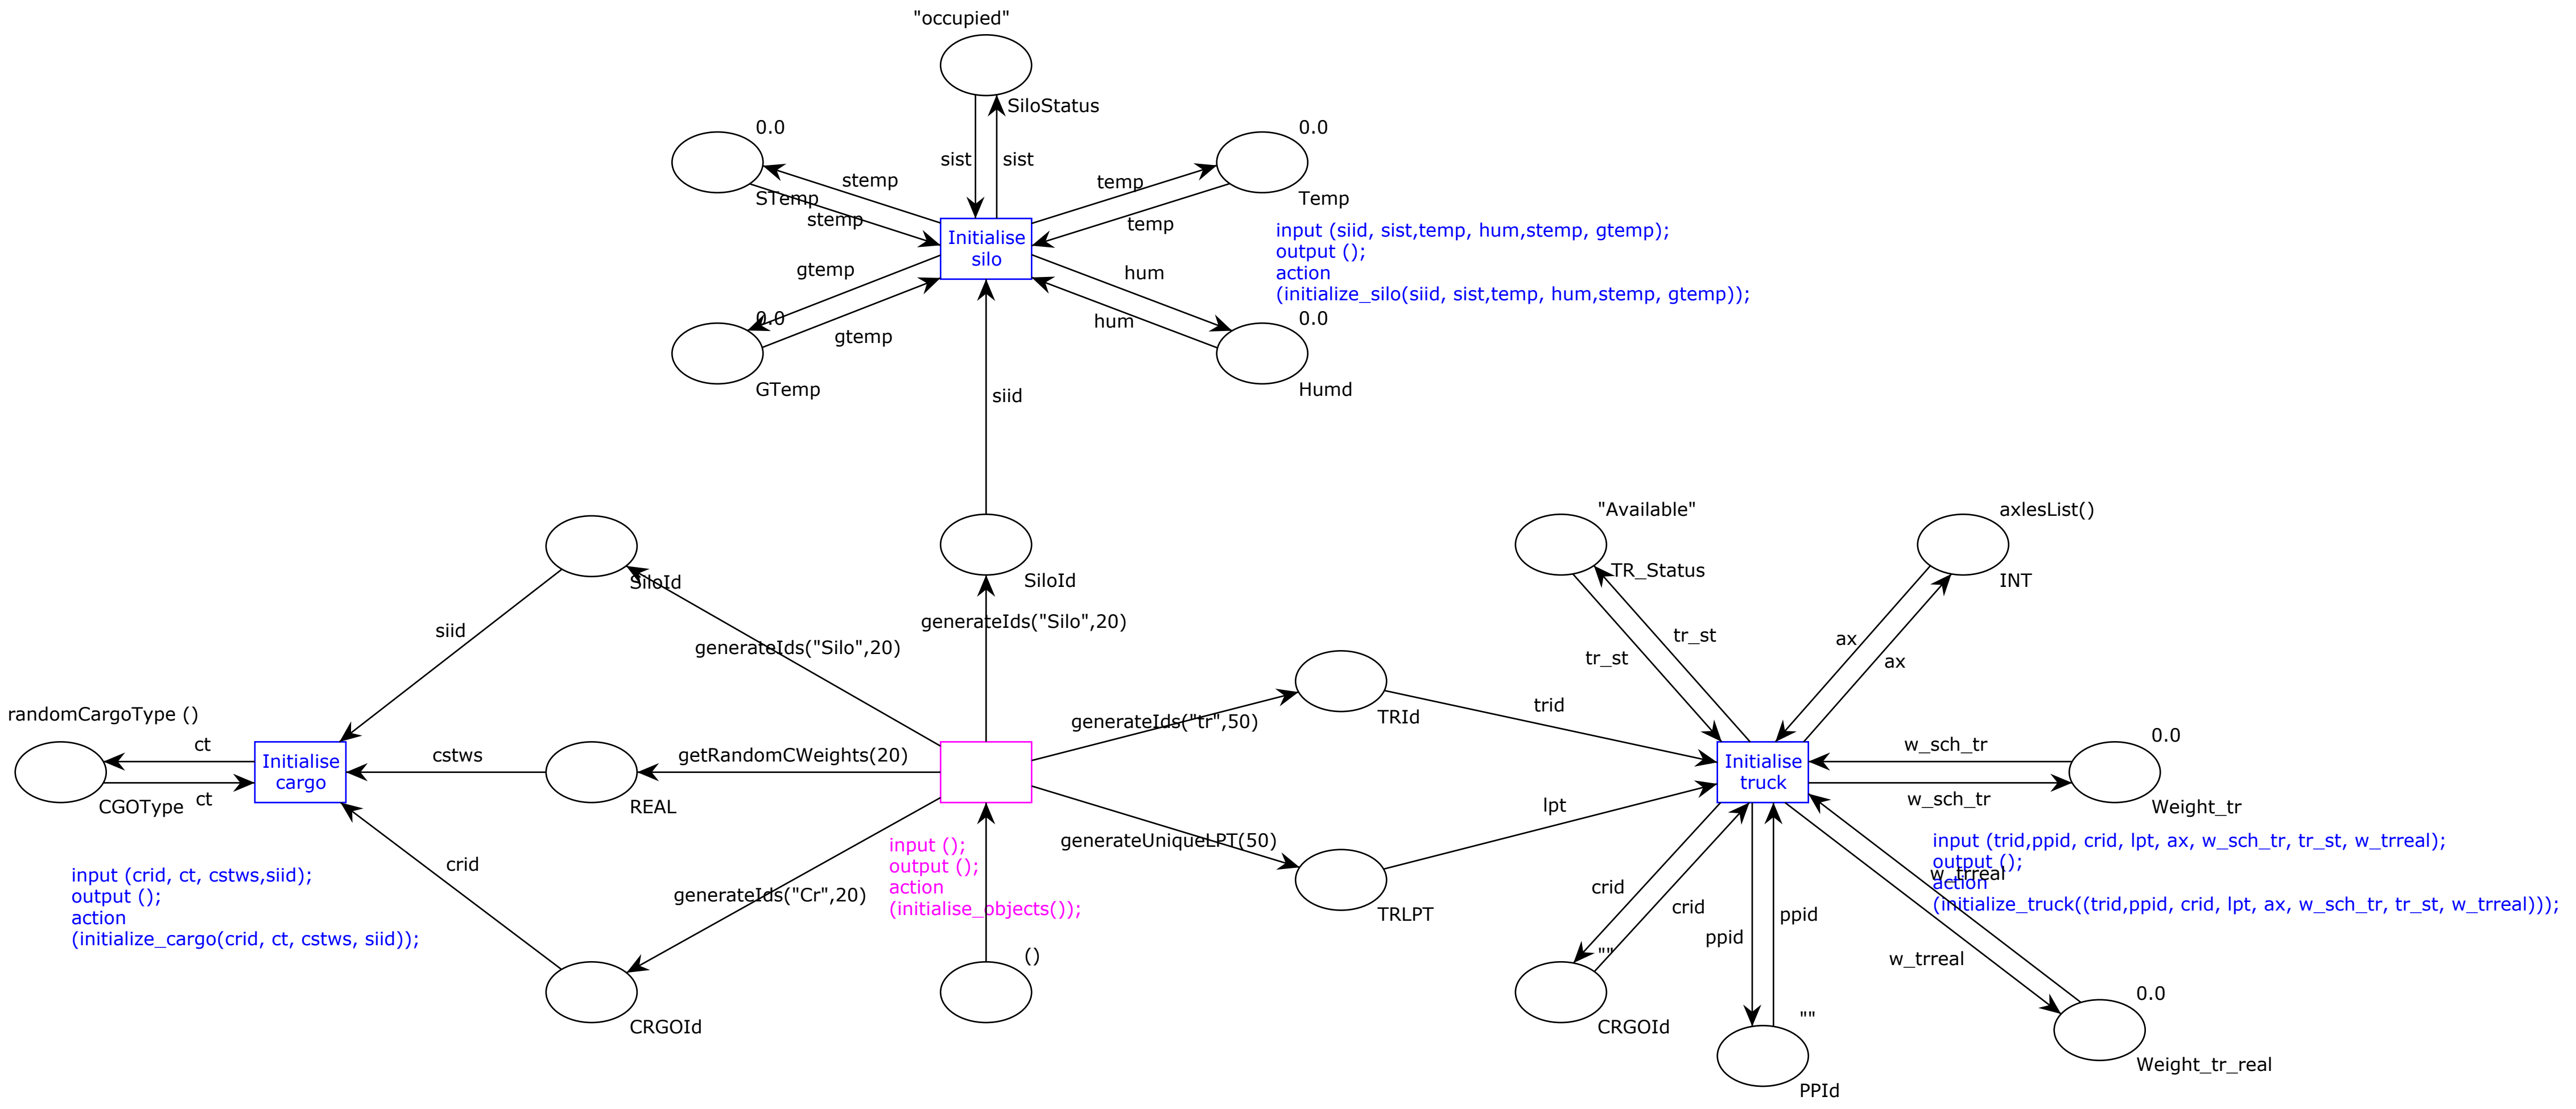 "occupied"
SiloStatus
0.0
STemp
0.0
Temp
sist
sist
stemp
stemp
temp
temp
Initialise
silo
input (siid, sist,temp, hum,stemp, gtemp);
output ();
action
(initialize_silo(siid, sist,temp, hum,stemp, gtemp));
gtemp
gtemp
hum
hum
0.0
GTemp
0.0
Humd
siid
SiloId
SiloId
generateIds("Silo",20)
generateIds("Silo",20)
siid
"Available"
TR_Status
axlesList()
INT
tr_st
tr_st
ax
ax
randomCargoType ()
CGOType
ct
ct
Initialise
cargo
cstws
REAL
getRandomCWeights(20)
generateIds("tr",50)
TRId
trid
Initialise
truck
w_sch_tr
w_sch_tr
0.0
Weight_tr
generateUniqueLPT(50)
TRLPT
lpt
input ();
output ();
action
(initialise_objects());
input (crid, ct, cstws,siid);
output ();
action
(initialize_cargo(crid, ct, cstws, siid));
crid
generateIds("Cr",20)
CRGOId
()
input (trid,ppid, crid, lpt, ax, w_sch_tr, tr_st, w_trreal);
output ();
w_trreal
action
(initialize_truck((trid,ppid, crid, lpt, ax, w_sch_tr, tr_st, w_trreal)));
crid
crid
ppid
ppid
w_trreal
""
CRGOId
""
PPId
0.0
Weight_tr_real